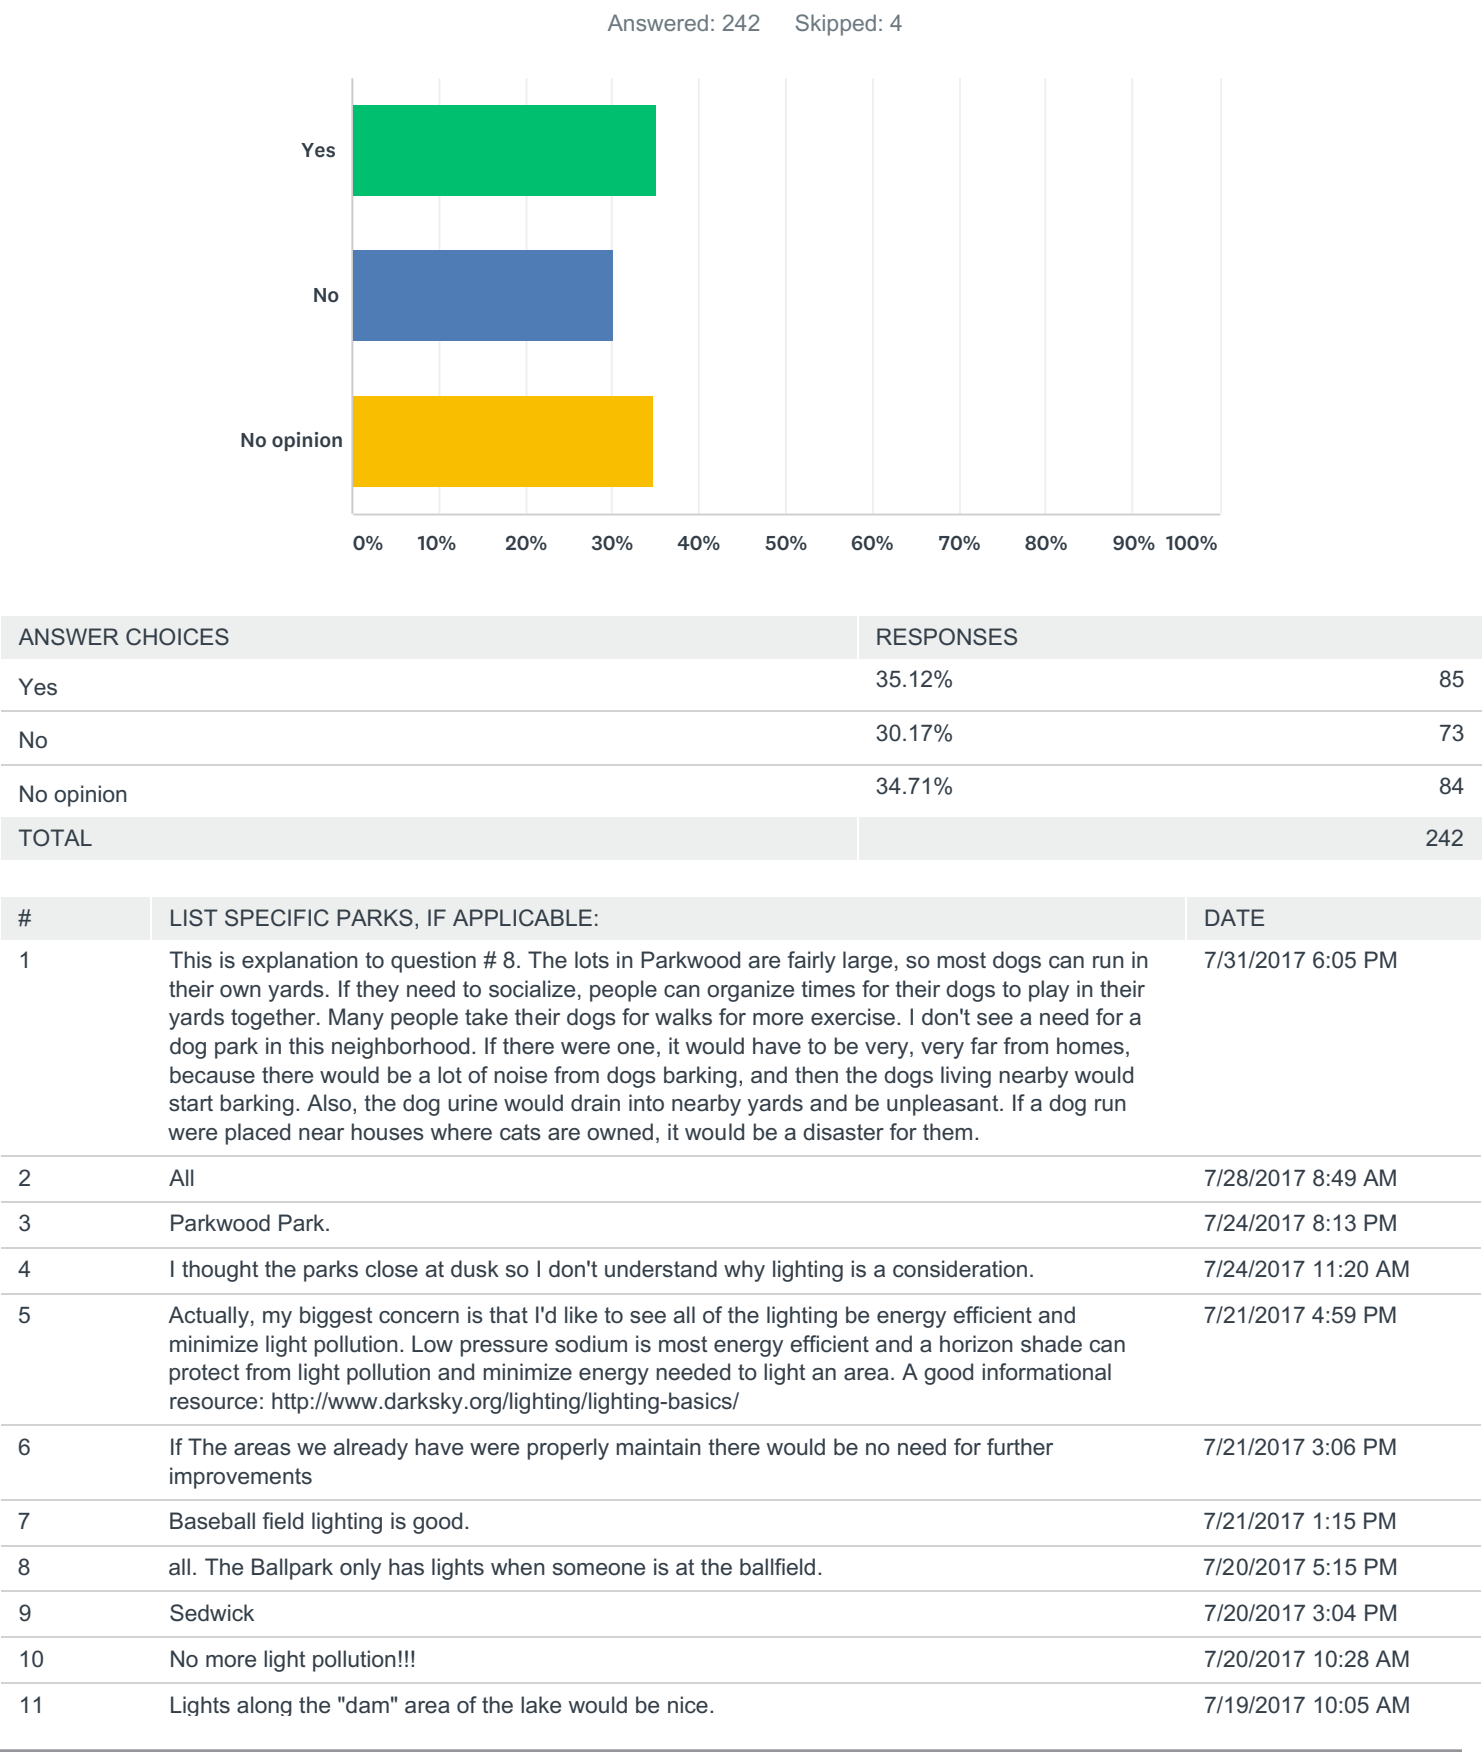 Answered: 242 Skipped: 4
Yes
No
No opinion
0% 10% 20% 30% 40% 50% 60% 70% 80% 90% 100%
ANSWER CHOICES RESPONSES
Yes 35.12% 85
No 30.17% 73
No opinion 34.71% 84
TOTAL 242
# LIST SPECIFIC PARKS, IF APPLICABLE: DATE
1 This is explanation to question # 8. The lots in Parkwood are fairly large, so most dogs can run in 7/31/2017 6:05 PM
their own yards. If they need to socialize, people can organize times for their dogs to play in their
yards together. Many people take their dogs for walks for more exercise. I don't see a need for a
dog park in this neighborhood. If there were one, it would have to be very, very far from homes,
because there would be a lot of noise from dogs barking, and then the dogs living nearby would
start barking. Also, the dog urine would drain into nearby yards and be unpleasant. If a dog run
were placed near houses where cats are owned, it would be a disaster for them.
2 All 7/28/2017 8:49 AM
3 Parkwood Park. 7/24/2017 8:13 PM
4 I thought the parks close at dusk so I don't understand why lighting is a consideration. 7/24/2017 11:20 AM
5 Actually, my biggest concern is that I'd like to see all of the lighting be energy efficient and 7/21/2017 4:59 PM
minimize light pollution. Low pressure sodium is most energy efficient and a horizon shade can
protect from light pollution and minimize energy needed to light an area. A good informational
resource: http://www.darksky.org/lighting/lighting-basics/
6 If The areas we already have were properly maintain there would be no need for further 7/21/2017 3:06 PM
improvements
7 Baseball field lighting is good. 7/21/2017 1:15 PM
8 all. The Ballpark only has lights when someone is at the ballfield. 7/20/2017 5:15 PM
9 Sedwick 7/20/2017 3:04 PM
10 No more light pollution!!! 7/20/2017 10:28 AM
11 Lights along the "dam" area of the lake would be nice. 7/19/2017 10:05 AM